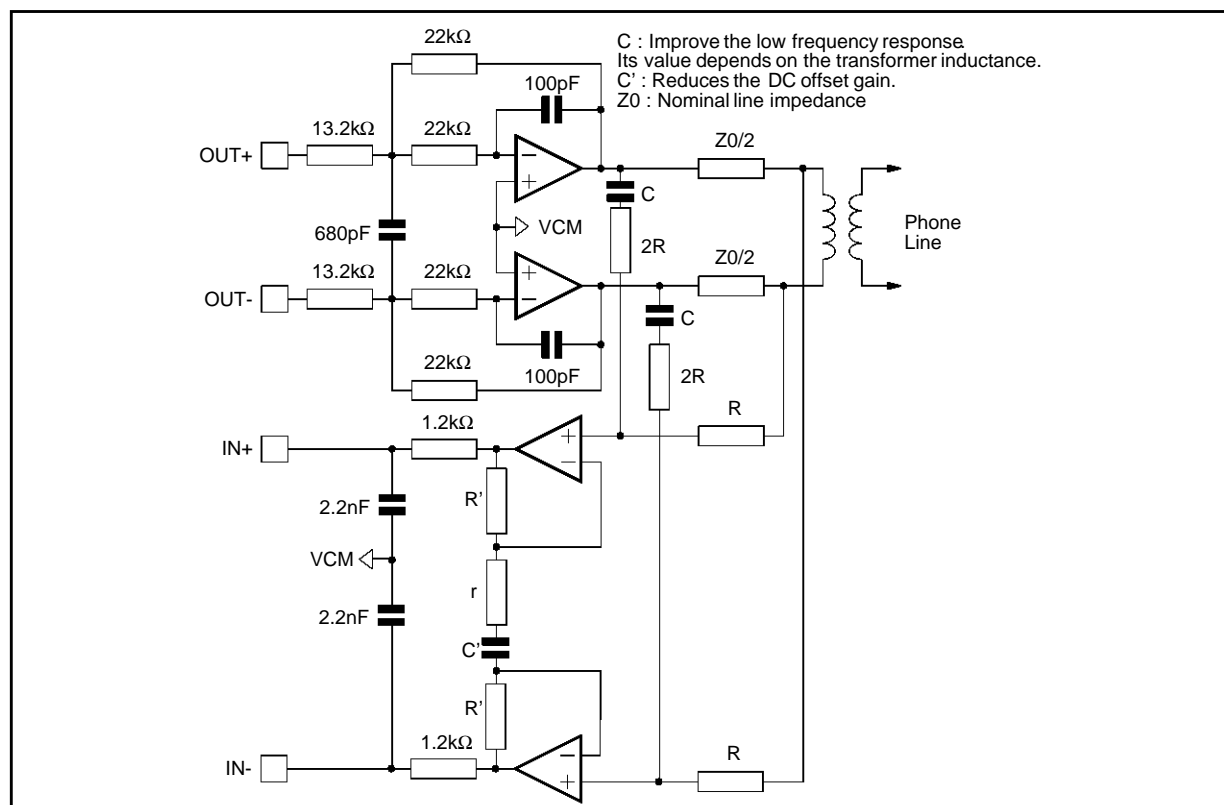 22kΩ
C : Improve the low frequency response.
Its value depends on the transformer inductance.
C' : Reduces the DC offset gain.
Z0 : Nominal line impedance
100pF
13.2kΩ
22kΩ
Z0/2
OUT+
−
+
C
680pF
VCM
2R
Phone
Line
13.2kΩ
22kΩ
Z0/2
OUT-
+
−
C
100pF
22kΩ
2R
1.2kΩ
R
IN+
+
−
R'
2.2nF
VCM
r
2.2nF
C'
R'
1.2kΩ
R
IN-
−
+